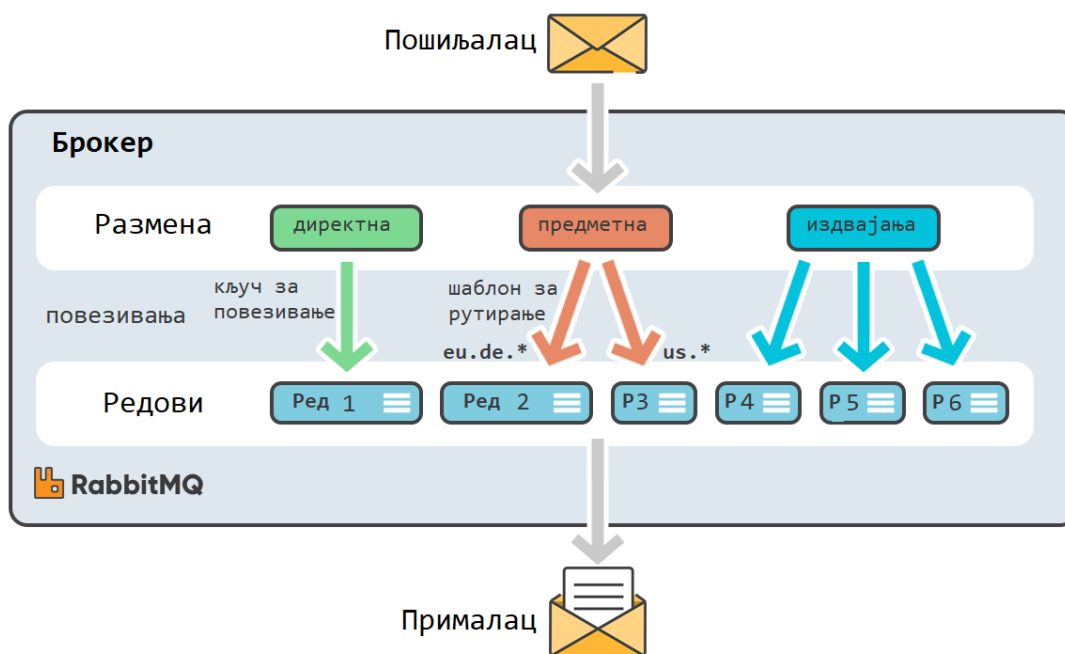 Пошиљалац
Брокер
Размена
директна
предметна
издвајања
повезивања
кључ за
повезивање
шаблон за
рутирање
eu.de.*
us.*
Редови
Ред 1
Ред 2
Р3
Р4
Р5
Р6
RabbitMQ
Прималац